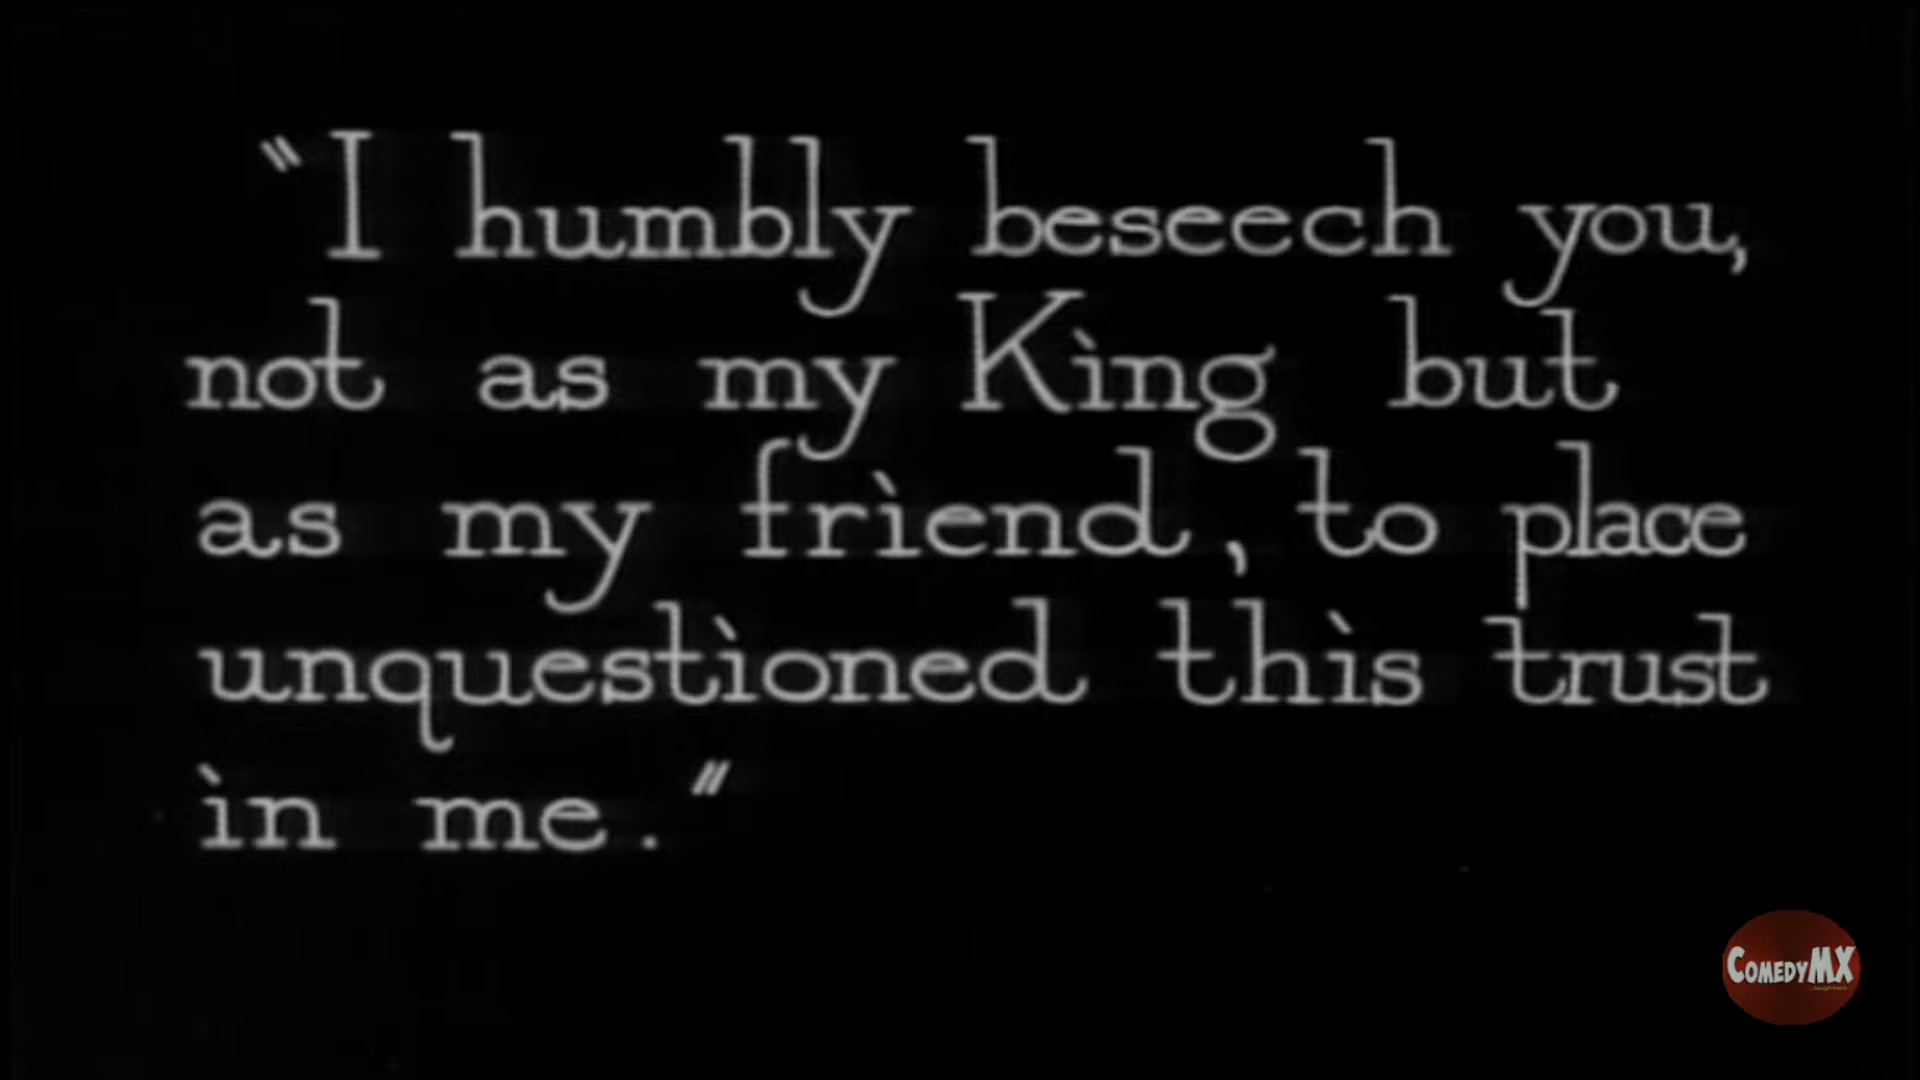 "I humbly beseech you,
not as my King but
as my friend, to place
unquestioned this trust
in me."
COMEDYMX